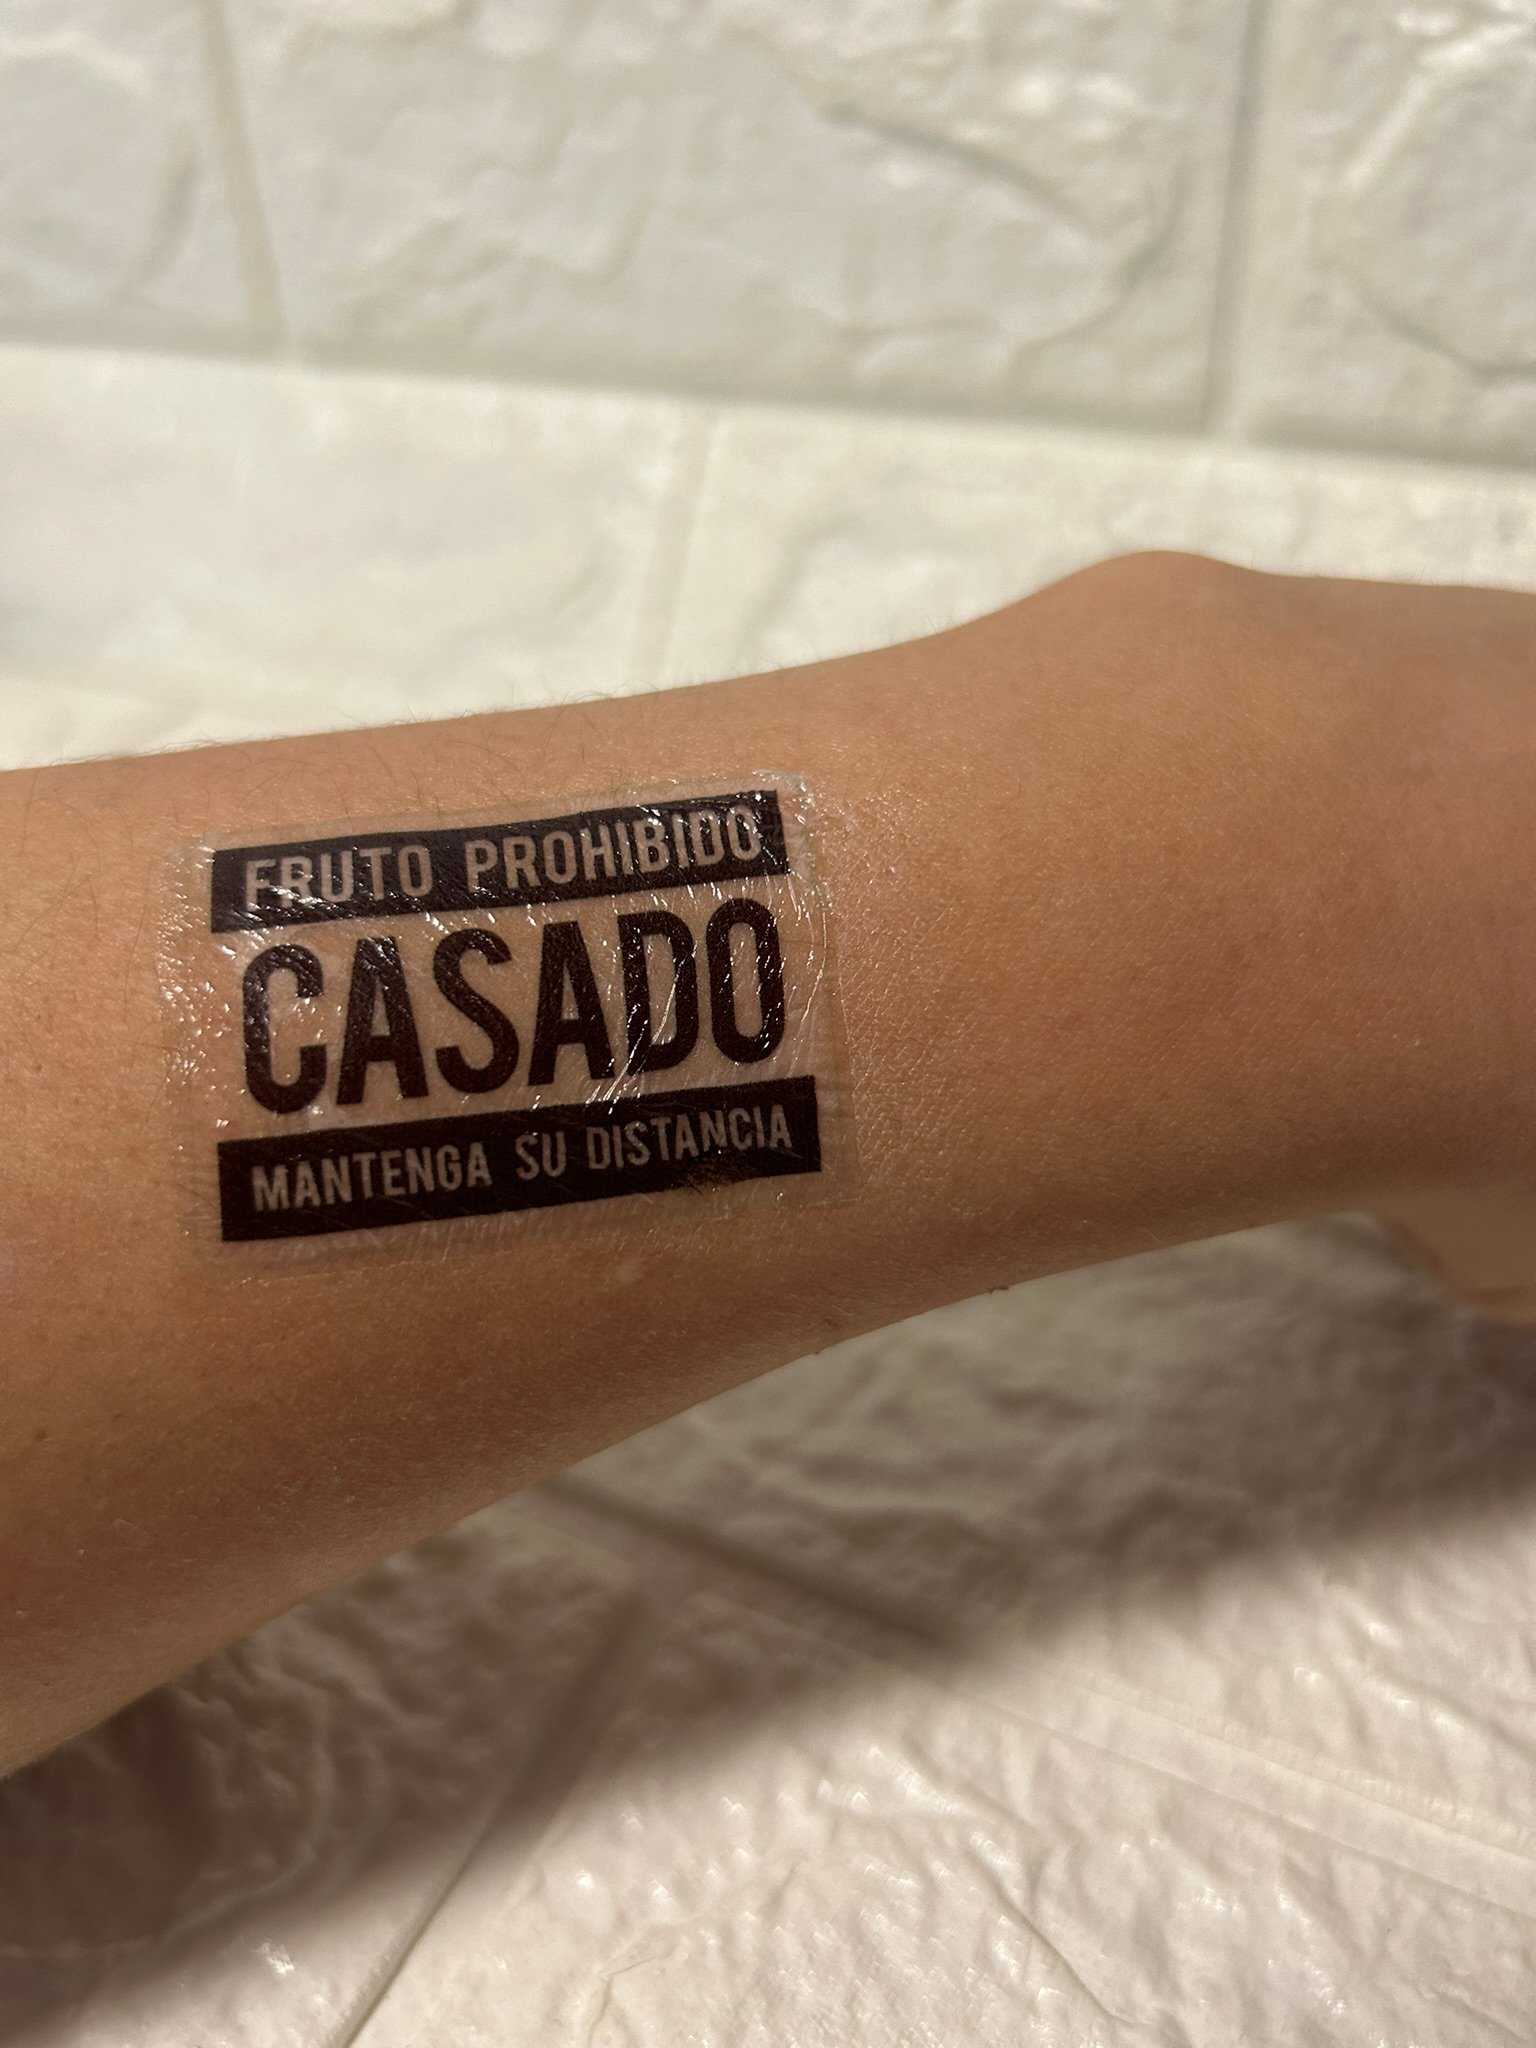 FRUTO PROHIBIDO
CASADO
MANTENGA SU DISTANCIA